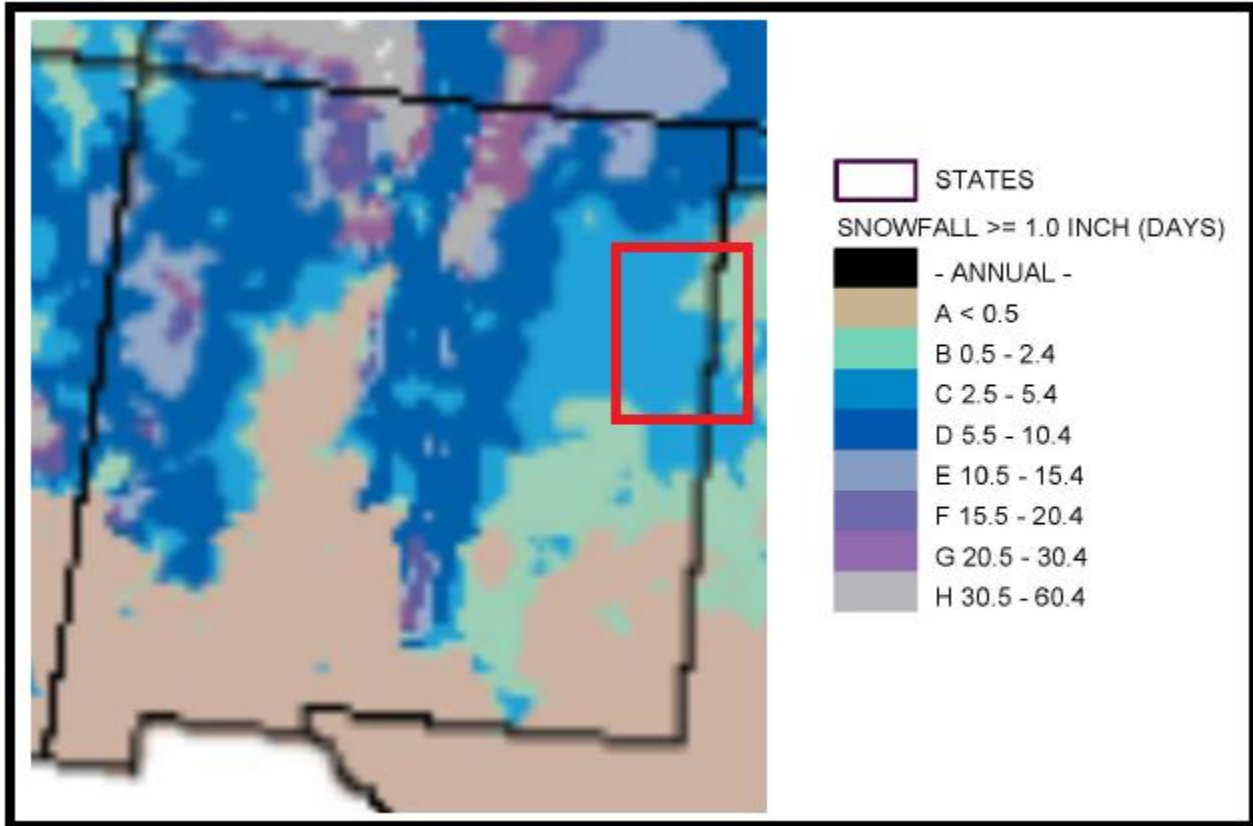 STATES
SNOWFALL >= 1.0 INCH (DAYS)
- ANNUAL -
A < 0.5
B 0.5 - 2.4
C 2.5 - 5.4
D 5.5 - 10.4
E 10.5 - 15.4
F 15.5 - 20.4
G 20.5 - 30.4
H 30.5 - 60.4